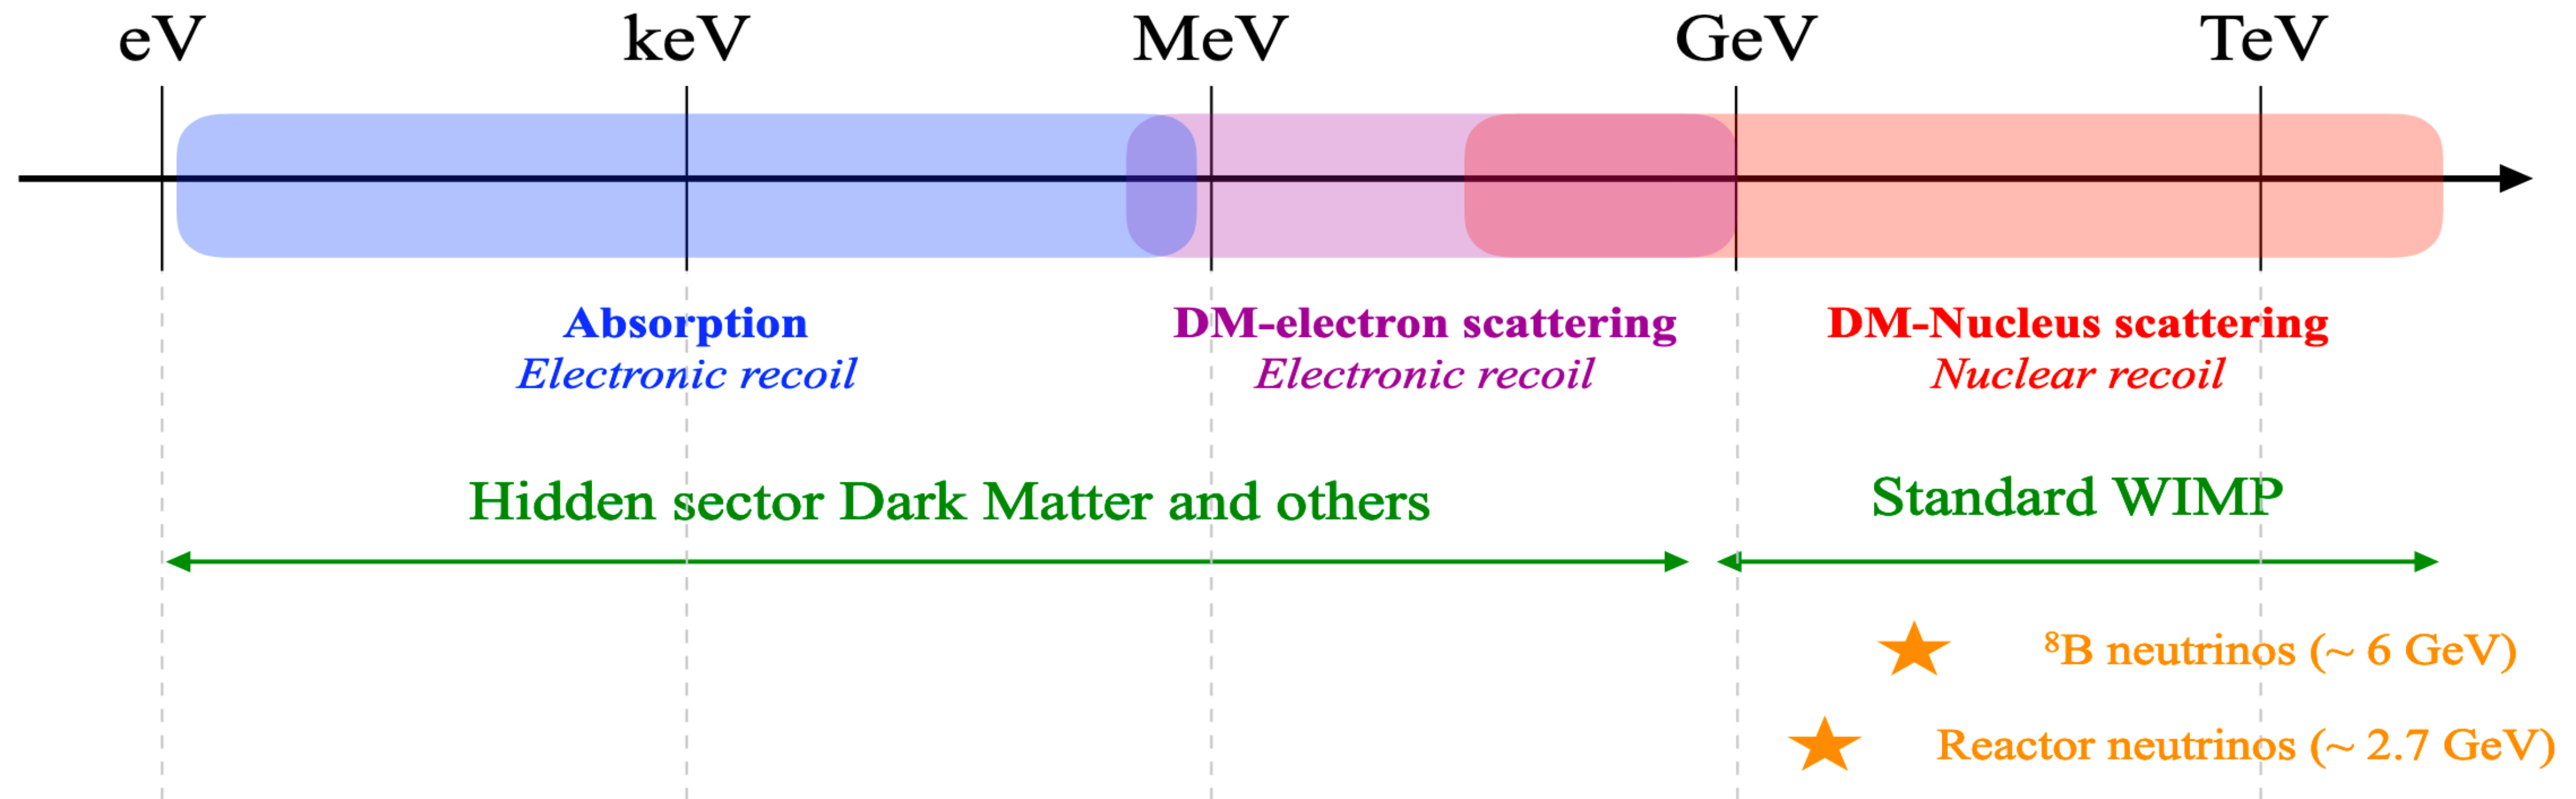 eV keV MeV GeV TeV
Absorption
Electronic recoil
DM-electron scattering
Electronic recoil
DM-Nucleus scattering
Nuclear recoil
Hidden sector Dark Matter and others
Standard WIMP
⁸B neutrinos (~ 6 GeV)
Reactor neutrinos (~ 2.7 GeV)